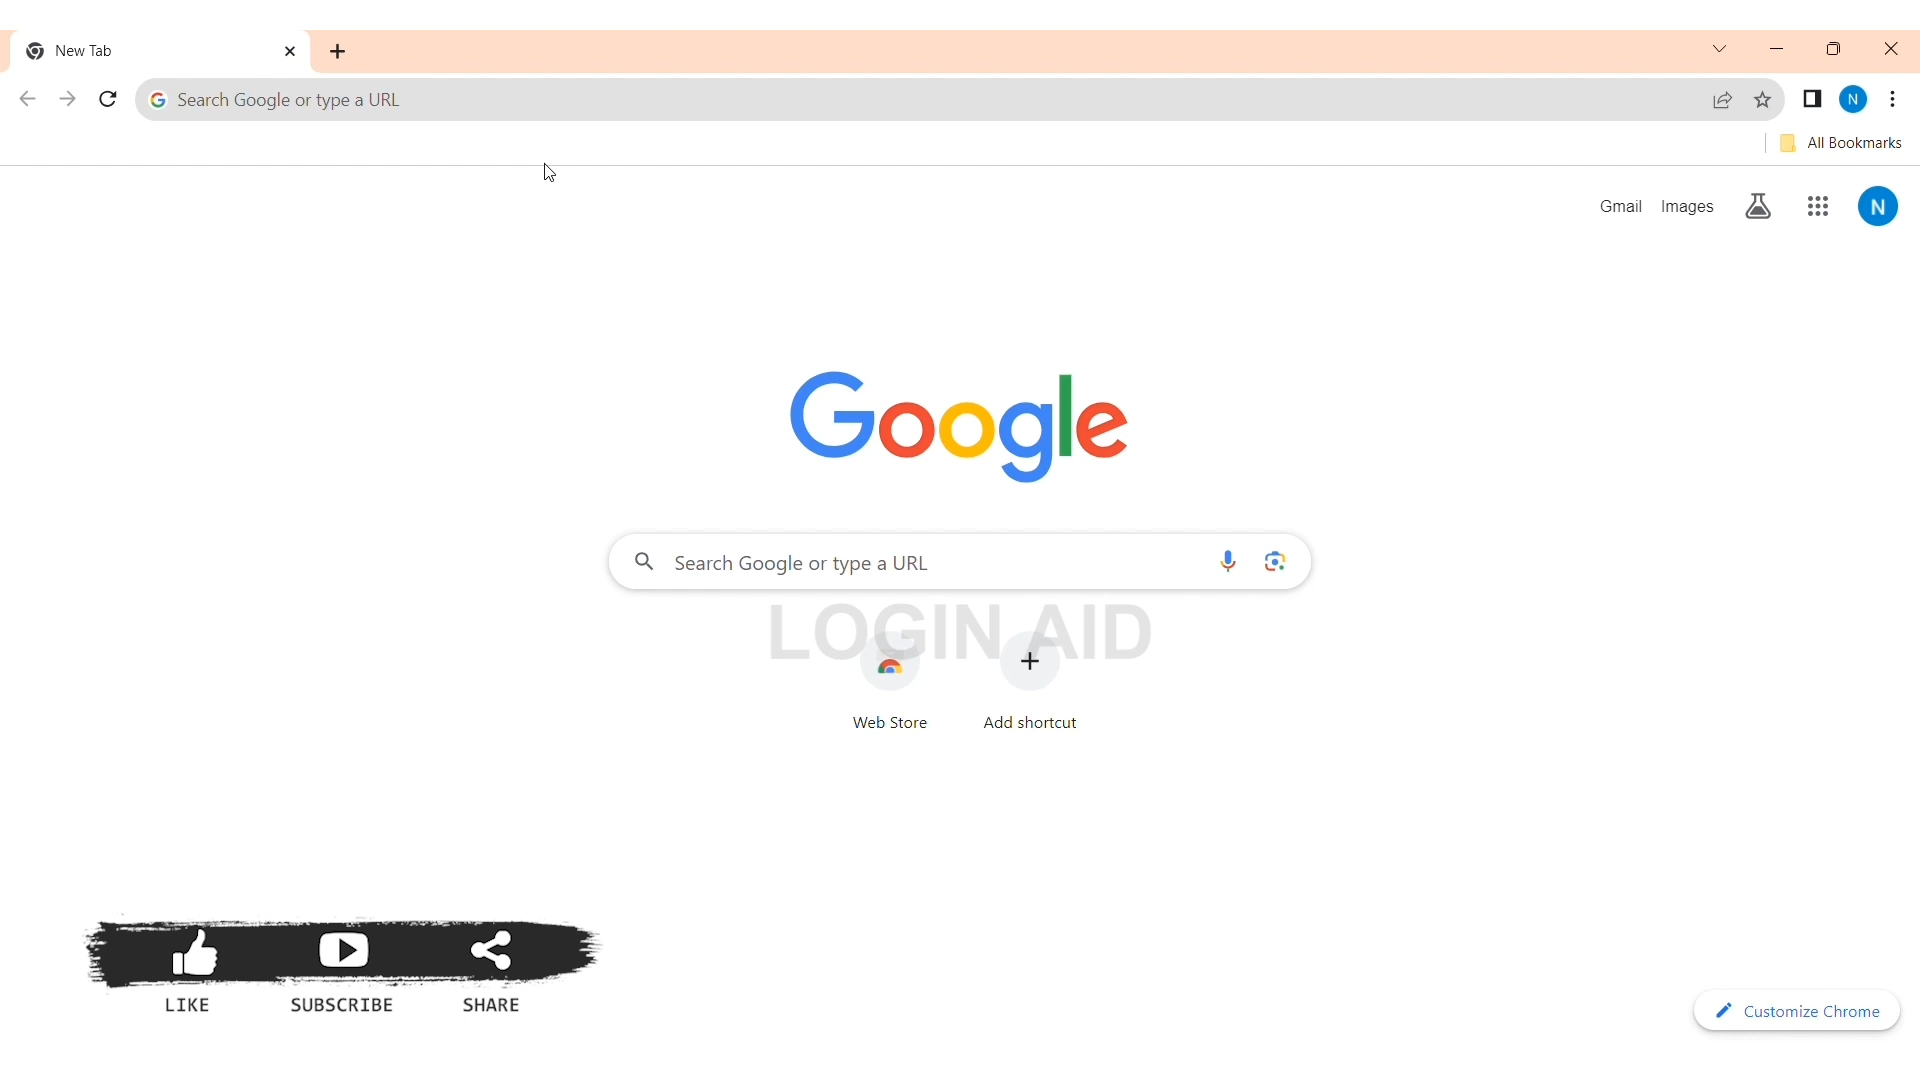 New Tab
Search Google or type a URL
N
All Bookmarks
Gmail Images
N
Google
Search Google or type a URL
LOGIN AID
Web Store Add shortcut
LIKE SUBSCRIBE SHARE
Customize Chrome